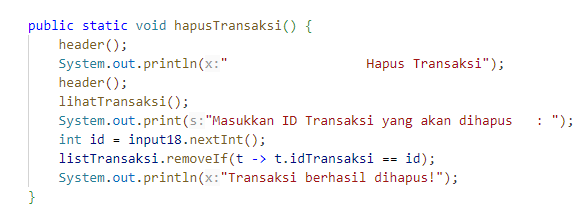 public static void hapusTransaksi() {
    header();
    System.out.println(x:"                  Hapus Transaksi");
    header();
    lihatTransaksi();
    System.out.print(s:"Masukkan ID Transaksi yang akan dihapus   : ");
    int id = input18.nextInt();
    listTransaksi.removeIf(t -> t.idTransaksi == id);
    System.out.println(x:"Transaksi berhasil dihapus!");
}